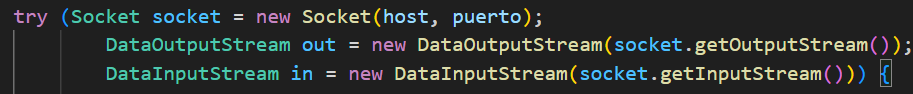 try (Socket socket = new Socket(host, puerto);
DataOutputStream out = new DataOutputStream(socket.getOutputStream());
DataInputStream in = new DataInputStream(socket.getInputStream())) {